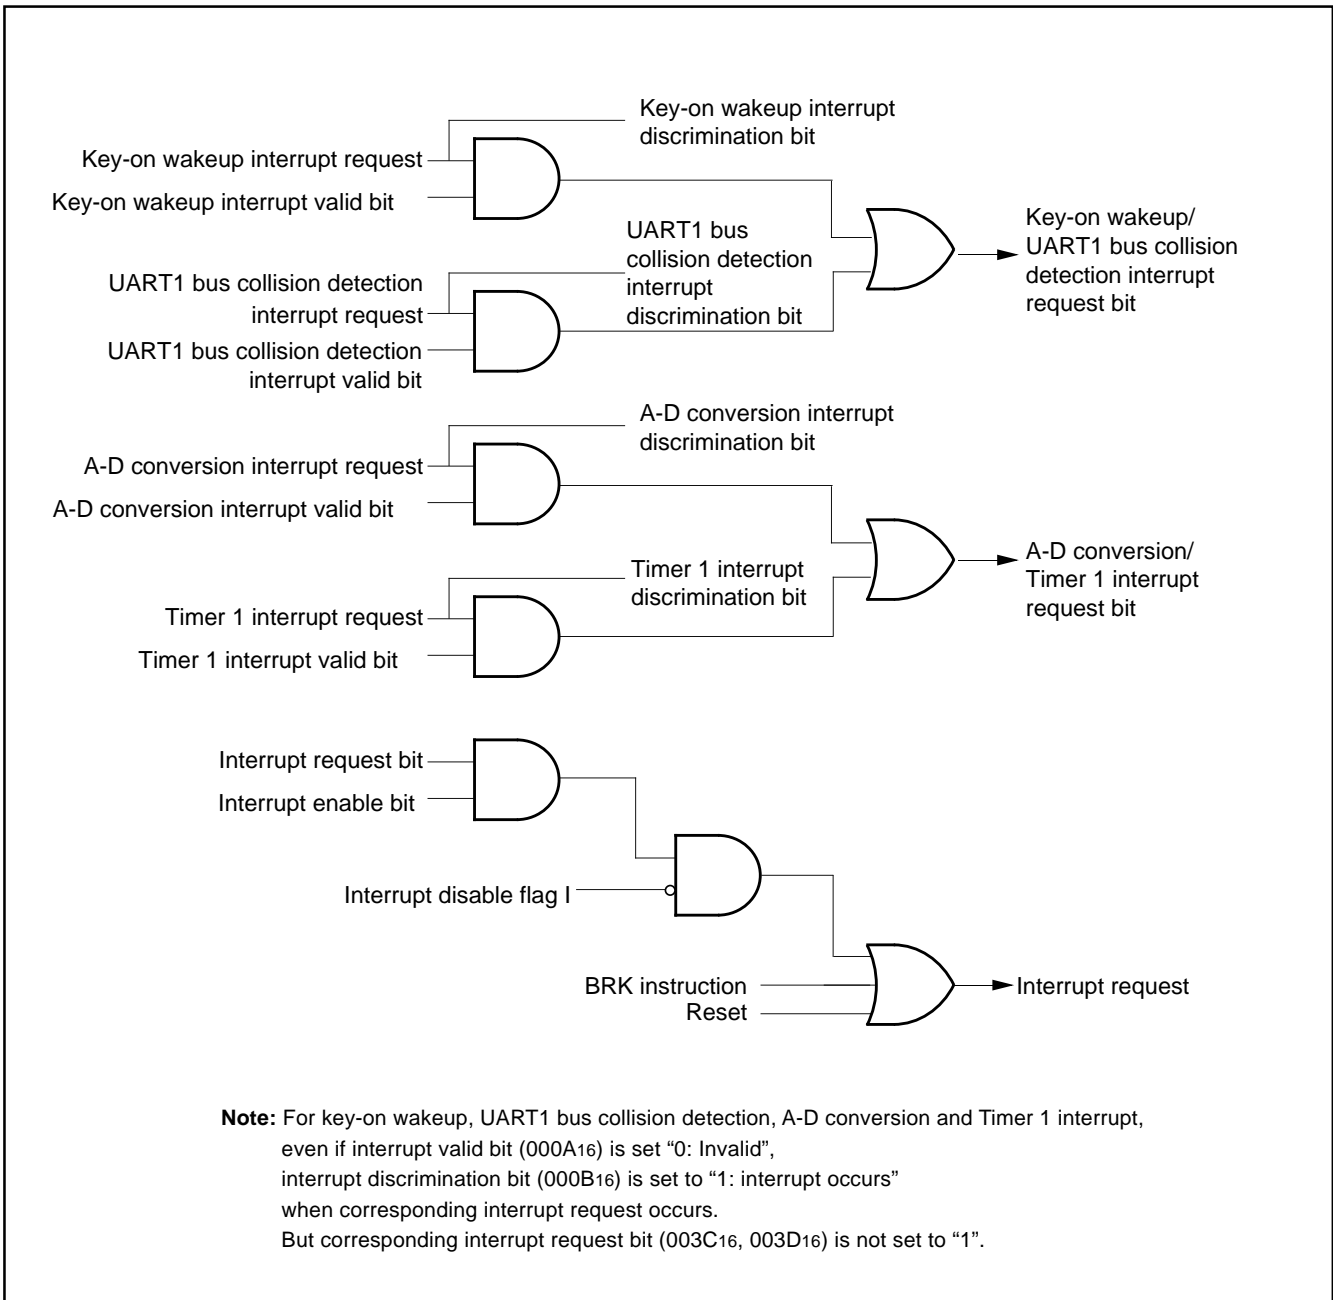 Key-on wakeup interrupt
discrimination bit
Key-on wakeup interrupt request
Key-on wakeup interrupt valid bit
Key-on wakeup/
UART1 bus collision
detection interrupt
request bit
UART1 bus
collision detection
interrupt
discrimination bit
UART1 bus collision detection
interrupt request
UART1 bus collision detection
interrupt valid bit
A-D conversion interrupt
discrimination bit
A-D conversion interrupt request
A-D conversion interrupt valid bit
A-D conversion/
Timer 1 interrupt
request bit
Timer 1 interrupt
discrimination bit
Timer 1 interrupt request
Timer 1 interrupt valid bit
Interrupt request bit
Interrupt enable bit
Interrupt disable flag I
BRK instruction
Reset
Interrupt request
Note: For key-on wakeup, UART1 bus collision detection, A-D conversion and Timer 1 interrupt,
even if interrupt valid bit (000A16) is set “0: Invalid”,
interrupt discrimination bit (000B16) is set to “1: interrupt occurs”
when corresponding interrupt request occurs.
But corresponding interrupt request bit (003C16, 003D16) is not set to “1”.